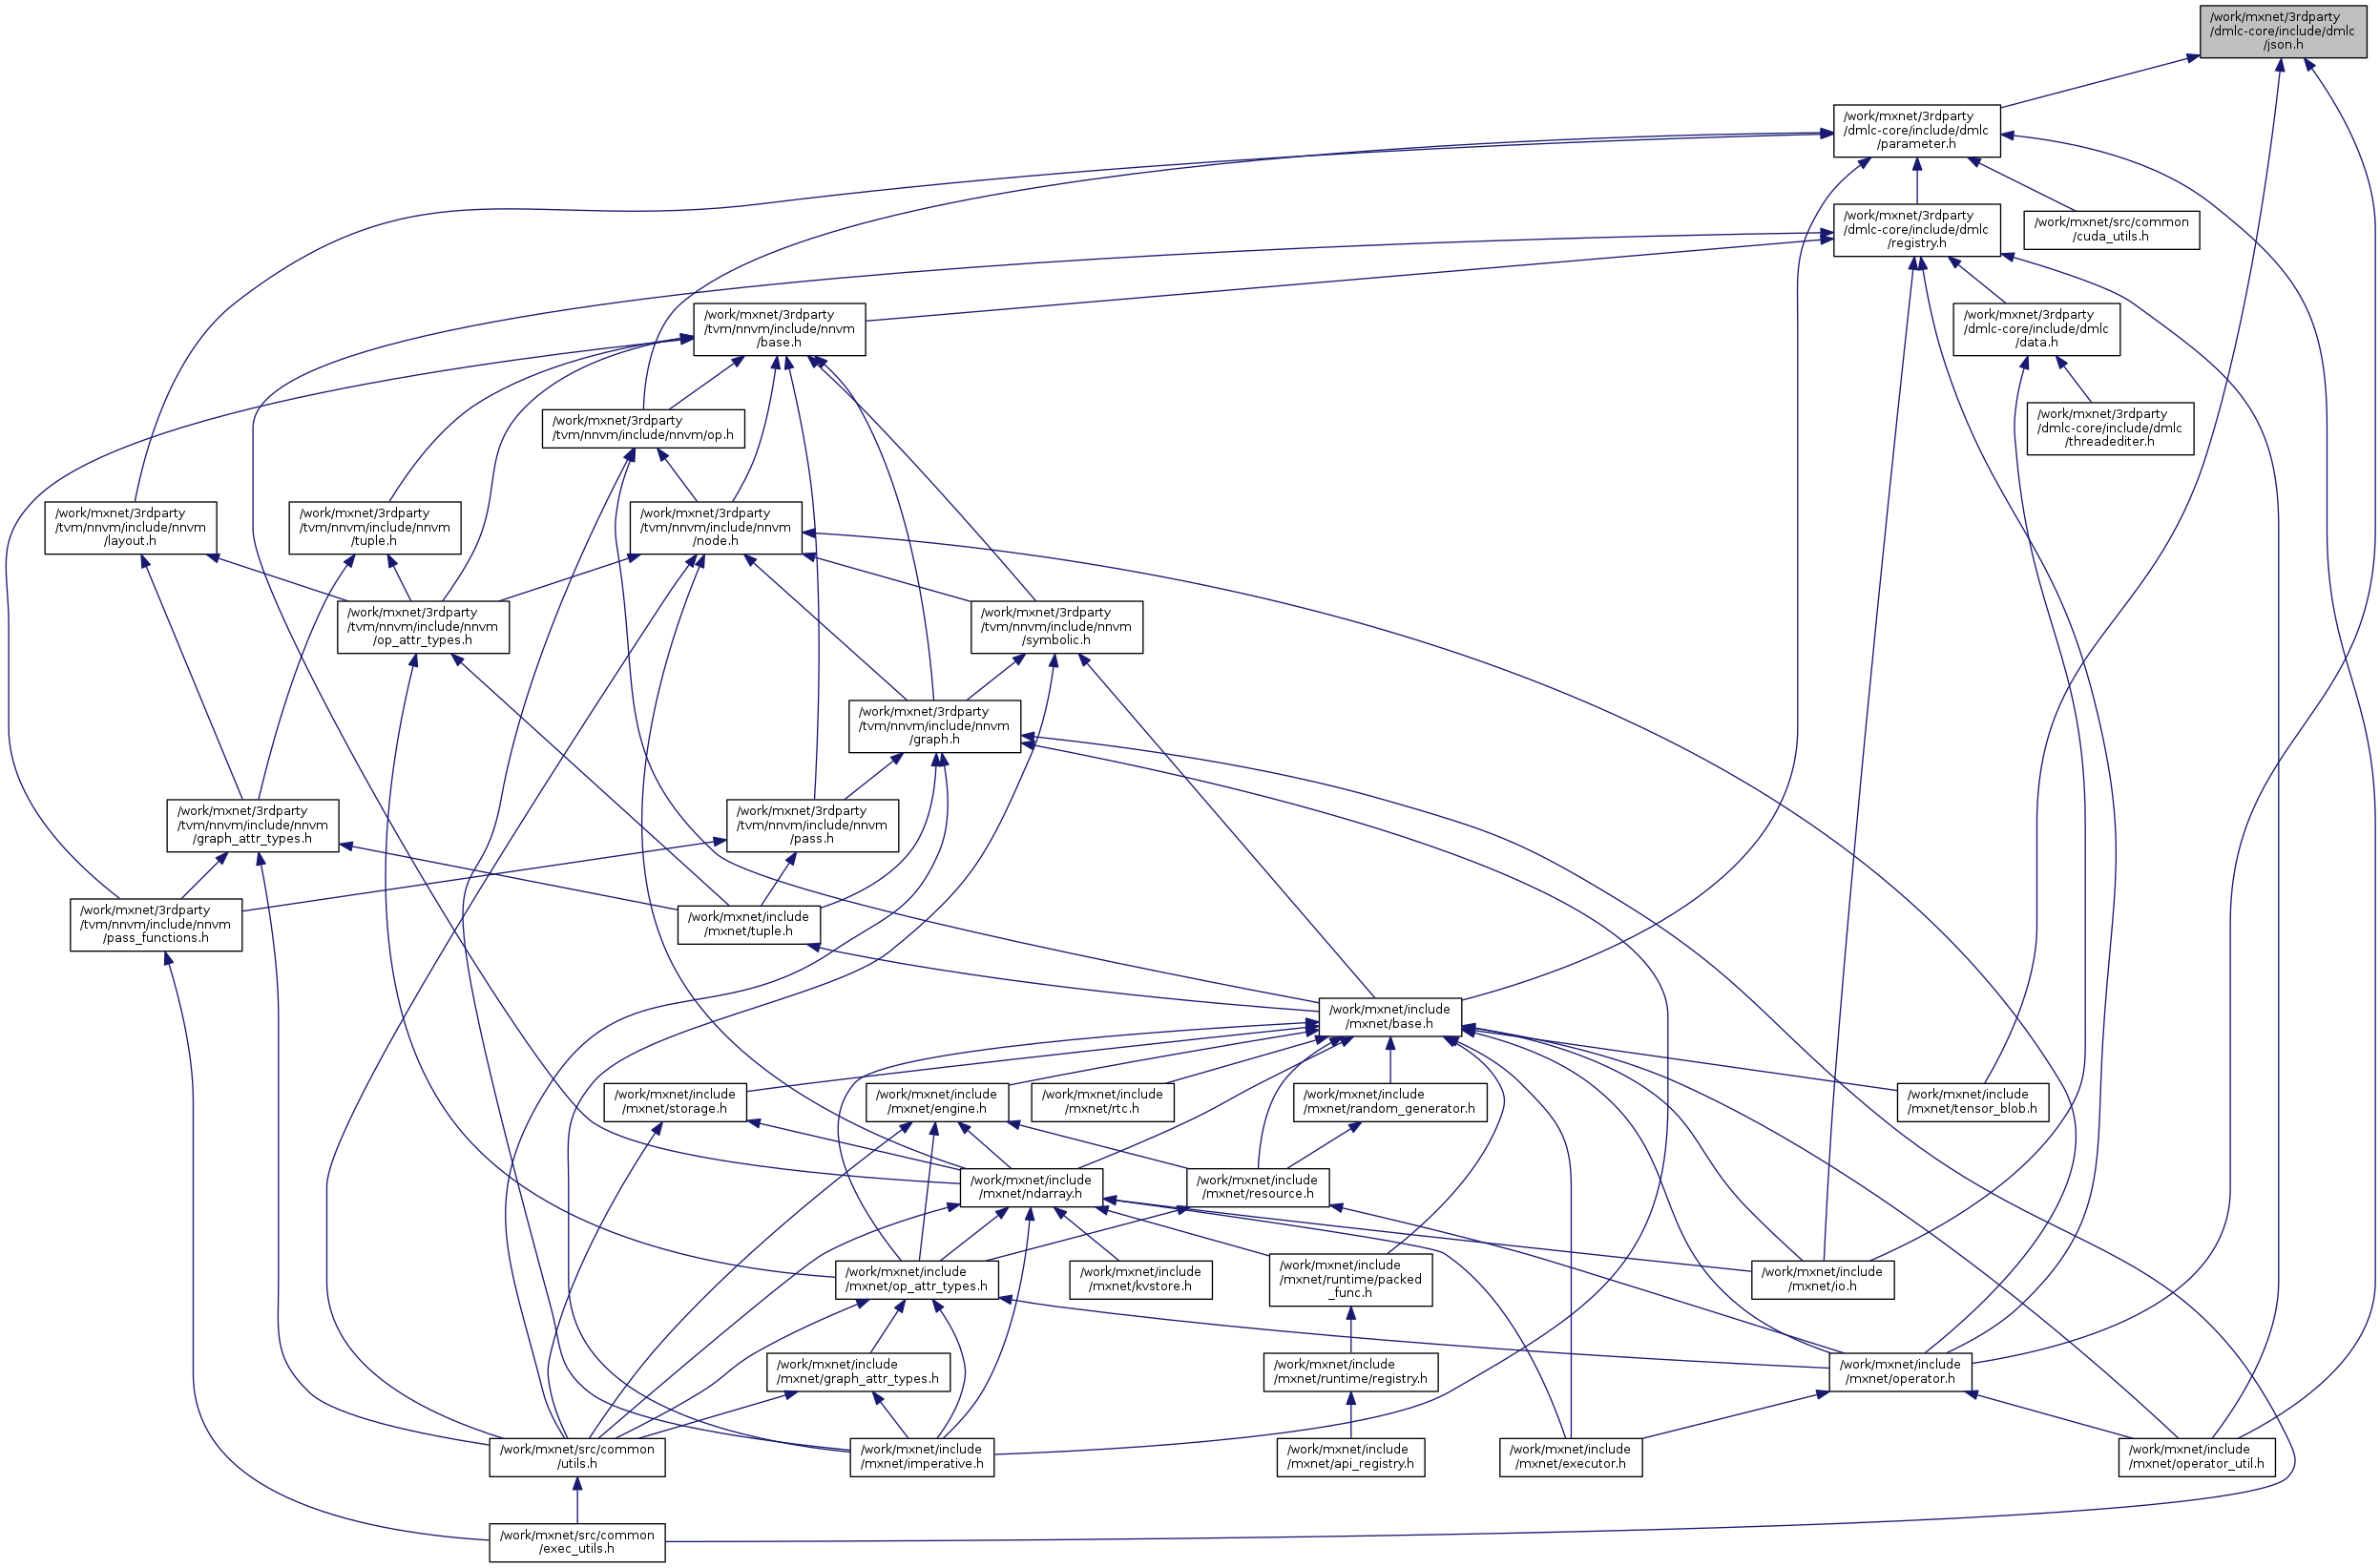 /work/mxnet/3rdparty
/dmlc-core/include/dmlc
/json.h
/work/mxnet/3rdparty
/dmlc-core/include/dmlc
/parameter.h
/work/mxnet/3rdparty
/dmlc-core/include/dmlc
/registry.h
/work/mxnet/src/common
/cuda_utils.h
/work/mxnet/3rdparty
/tvm/nnvm/include/nnvm
/base.h
/work/mxnet/3rdparty
/dmlc-core/include/dmlc
/data.h
/work/mxnet/3rdparty
/tvm/nnvm/include/nnvm/op.h
/work/mxnet/3rdparty
/dmlc-core/include/dmlc
/threadediter.h
/work/mxnet/3rdparty
/tvm/nnvm/include/nnvm
/layout.h
/work/mxnet/3rdparty
/tvm/nnvm/include/nnvm
/tuple.h
/work/mxnet/3rdparty
/tvm/nnvm/include/nnvm
/node.h
/work/mxnet/3rdparty
/tvm/nnvm/include/nnvm
/op_attr_types.h
/work/mxnet/3rdparty
/tvm/nnvm/include/nnvm
/symbolic.h
/work/mxnet/3rdparty
/tvm/nnvm/include/nnvm
/graph.h
/work/mxnet/3rdparty
/tvm/nnvm/include/nnvm
/graph_attr_types.h
/work/mxnet/3rdparty
/tvm/nnvm/include/nnvm
/pass.h
/work/mxnet/3rdparty
/tvm/nnvm/include/nnvm
/pass_functions.h
/work/mxnet/include
/mxnet/tuple.h
/work/mxnet/include
/mxnet/base.h
/work/mxnet/include
/mxnet/storage.h
/work/mxnet/include
/mxnet/engine.h
/work/mxnet/include
/mxnet/rtc.h
/work/mxnet/include
/mxnet/random_generator.h
/work/mxnet/include
/mxnet/tensor_blob.h
/work/mxnet/include
/mxnet/ndarray.h
/work/mxnet/include
/mxnet/resource.h
/work/mxnet/include
/mxnet/op_attr_types.h
/work/mxnet/include
/mxnet/kvstore.h
/work/mxnet/include
/mxnet/runtime/packed
_func.h
/work/mxnet/include
/mxnet/io.h
/work/mxnet/include
/mxnet/graph_attr_types.h
/work/mxnet/include
/mxnet/runtime/registry.h
/work/mxnet/include
/mxnet/operator.h
/work/mxnet/src/common
/utils.h
/work/mxnet/include
/mxnet/imperative.h
/work/mxnet/include
/mxnet/api_registry.h
/work/mxnet/include
/mxnet/executor.h
/work/mxnet/include
/mxnet/operator_util.h
/work/mxnet/src/common
/exec_utils.h